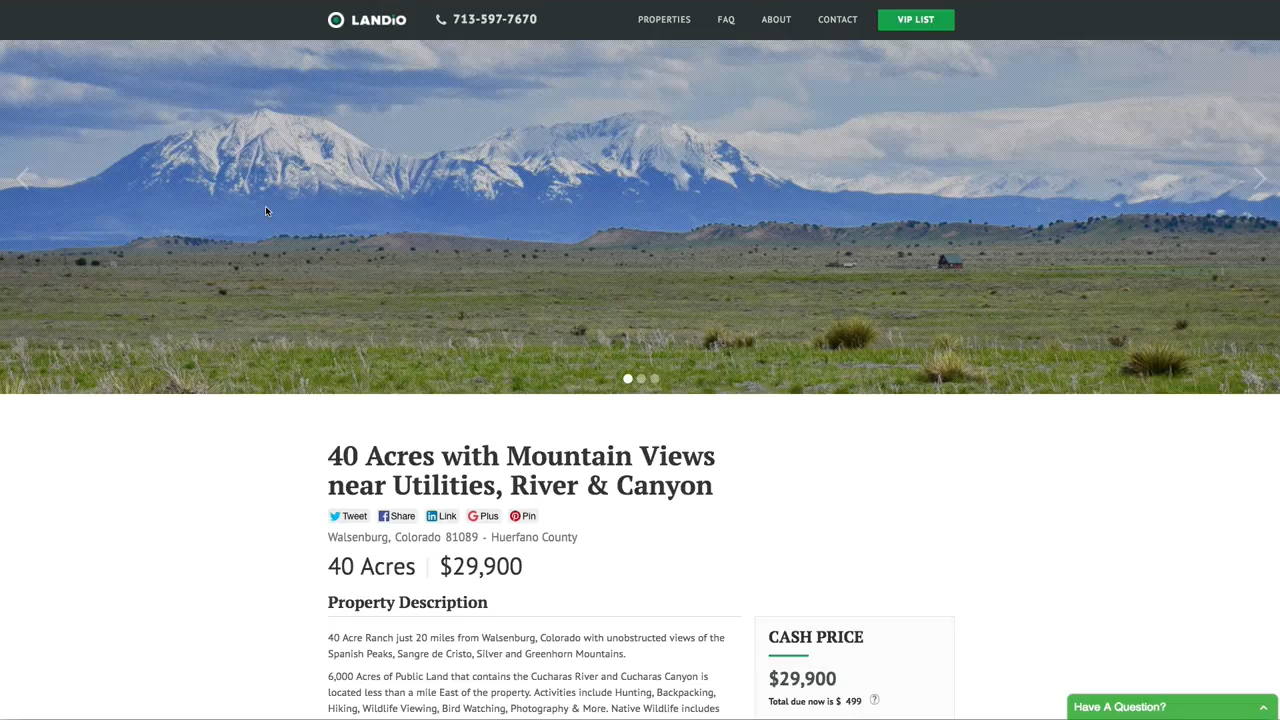 LANDiO
713-597-7670
PROPERTIES
FAQ
ABOUT
CONTACT
VIP LIST
40 Acres with Mountain Views
near Utilities, River & Canyon
Tweet
Share
Link
Plus
Pin
Walsenburg, Colorado 81089 - Huerfano County
40 Acres | $29,900
Property Description
40 Acre Ranch just 20 miles from Walsenburg, Colorado with unobstructed views of the
Spanish Peaks, Sangre de Cristo, Silver and Greenhorn Mountains.
6,000 Acres of Public Land that contains the Cucharas River and Cucharas Canyon is
located less than a mile East of the property. Activities include Hunting, Backpacking,
Hiking, Wildlife Viewing, Bird Watching, Photography & More. Native Wildlife includes
CASH PRICE
$29,900
Total due now is $ 499 ?
Have A Question?